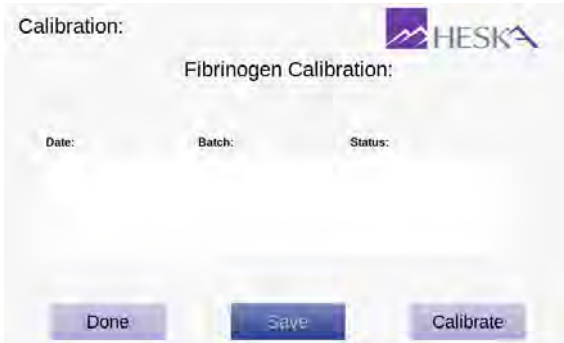 Calibration:
HESKA
Fibrinogen Calibration:
Date: Batch: Status:
Done Save Calibrate